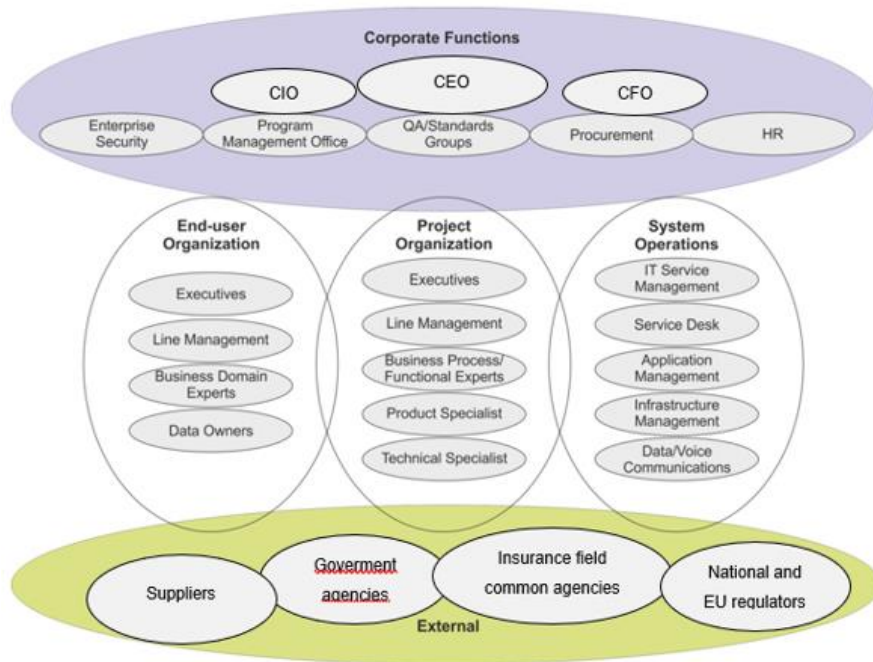 Corporate Functions
CIO
CEO
CFO
Enterprise
Security
Program
Management Office
QA/Standards
Groups
Procurement
HR
End-user
Organization
Executives
Line Management
Business Domain
Experts
Data Owners
Project
Organization
Executives
Line Management
Business Process/
Functional Experts
Product Specialist
Technical Specialist
System
Operations
IT Service
Management
Service Desk
Application
Management
Infrastructure
Management
Data/Voice
Communications
Suppliers
Goverment
agencies
Insurance field
common agencies
National and
EU regulators
External